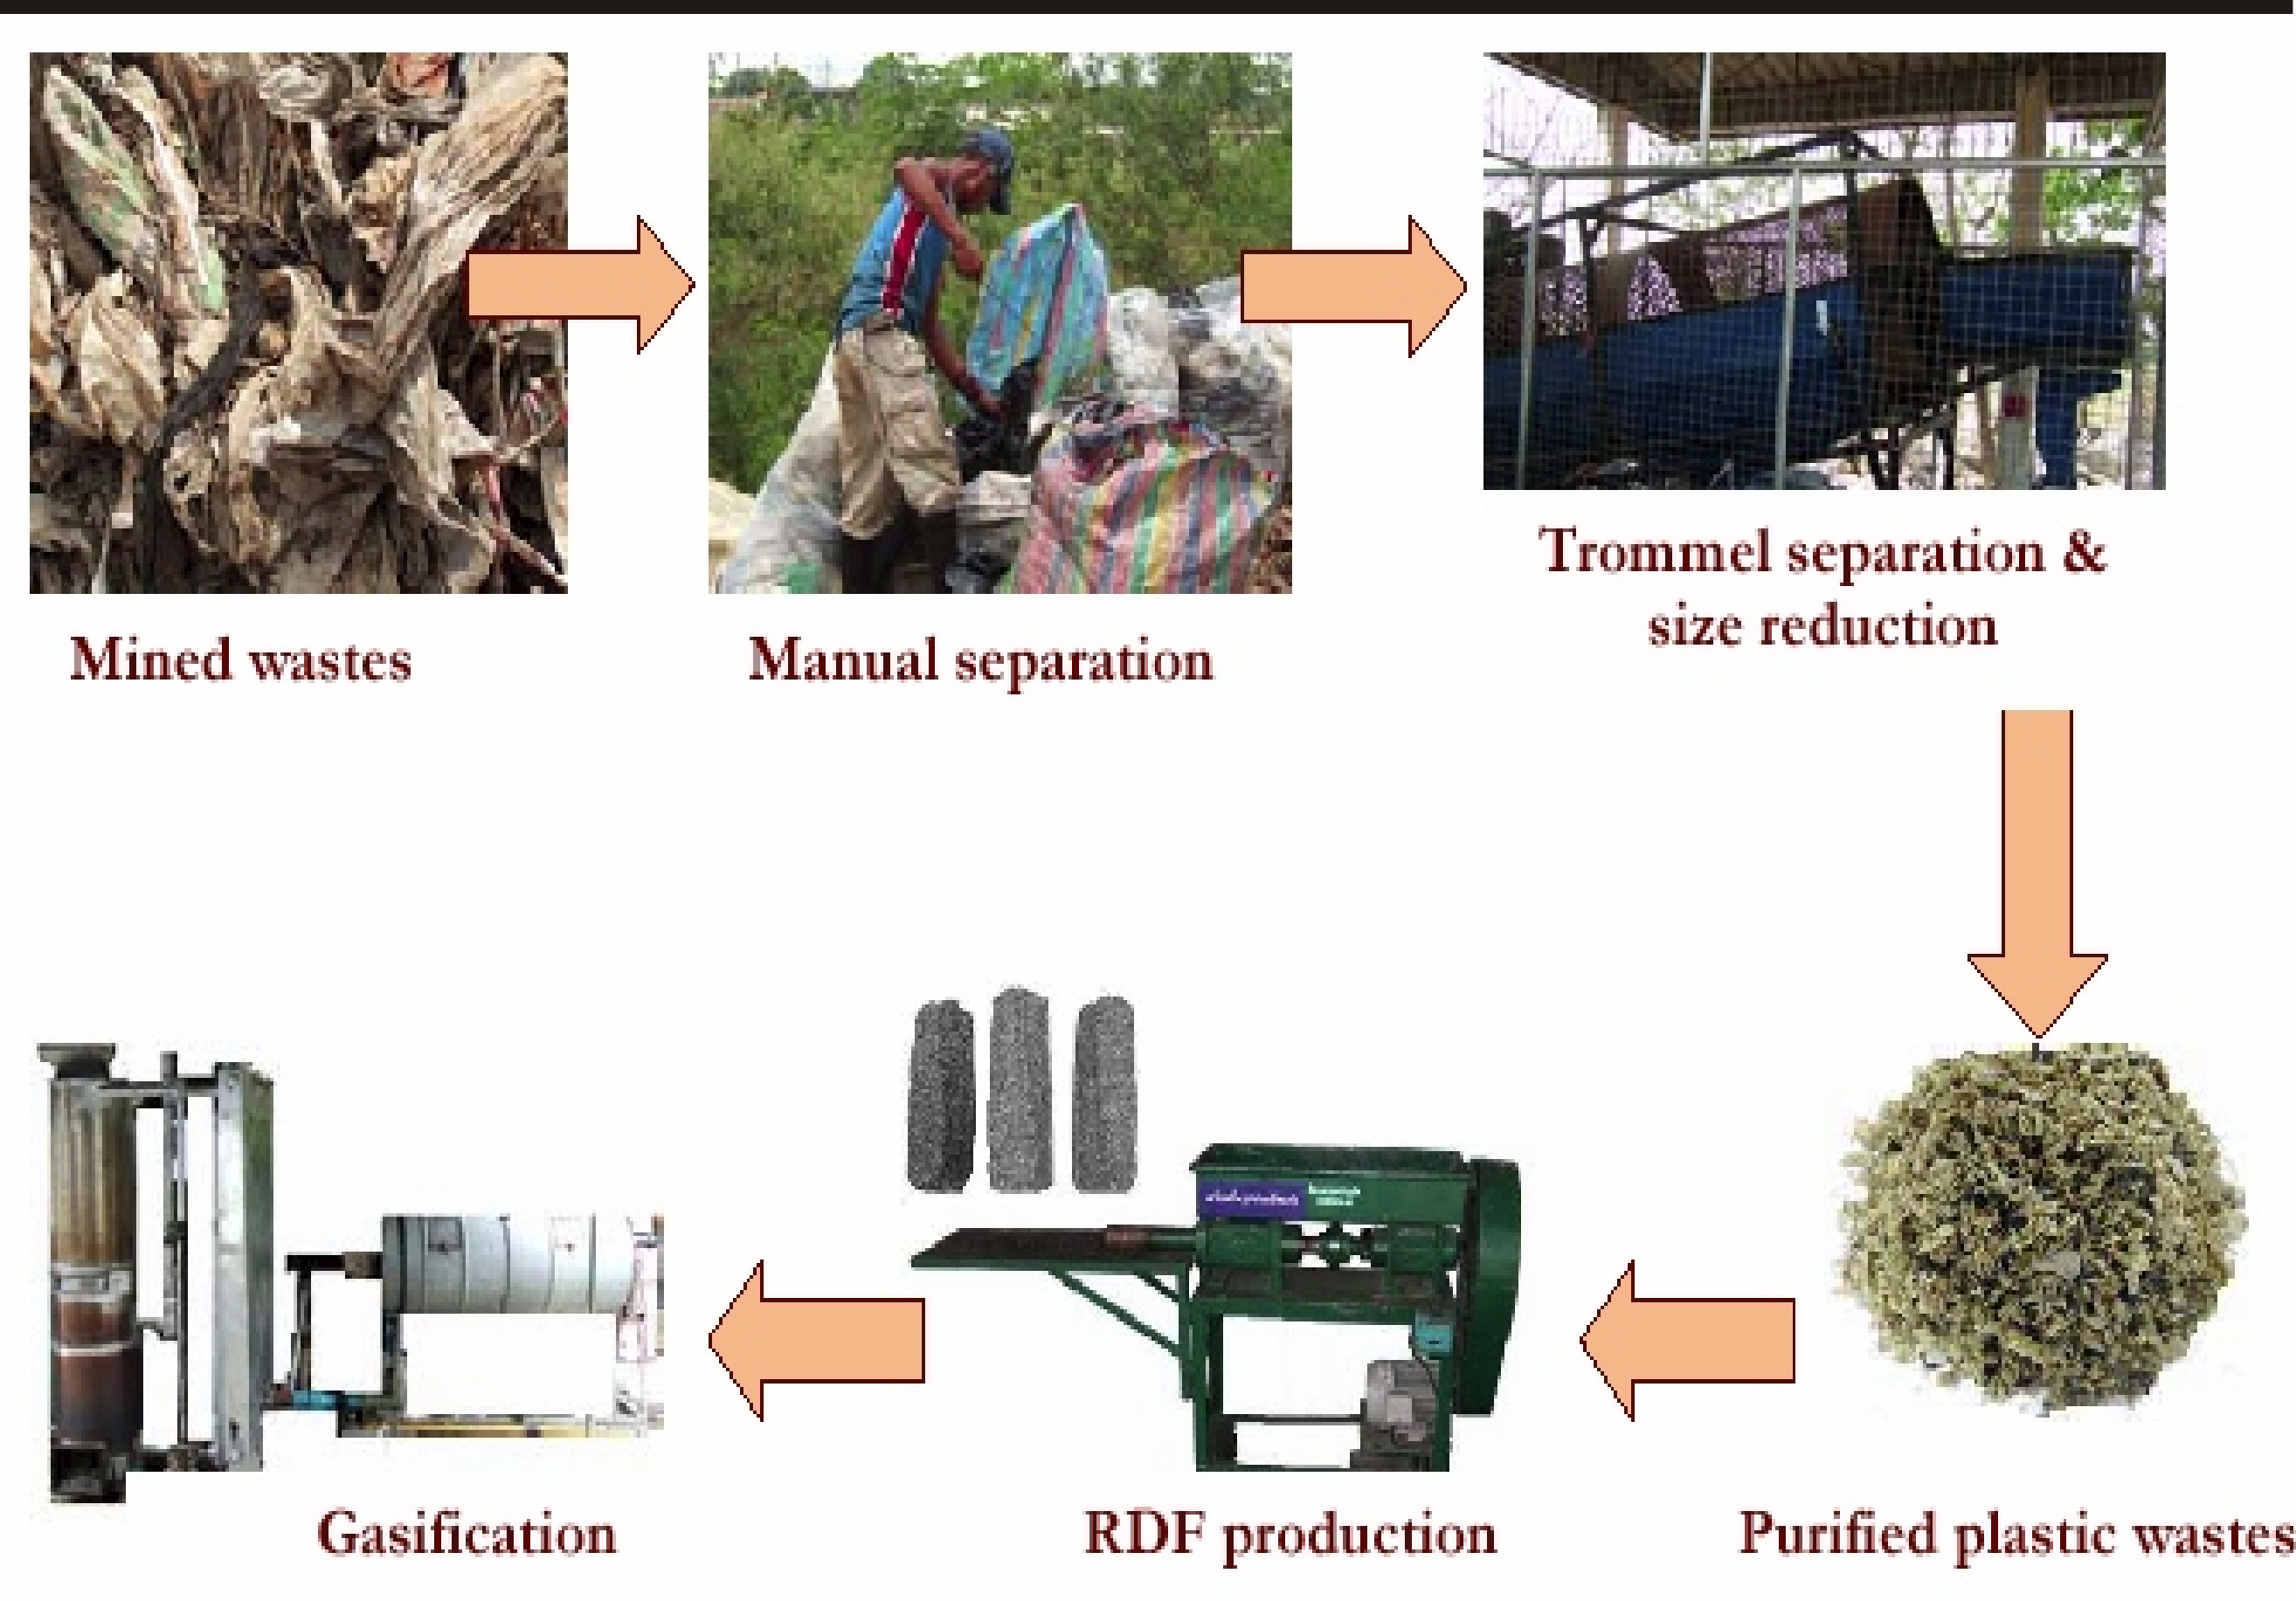 Mined wastes
Manual separation
Trommel separation &
size reduction
Gasification
RDF production
Purified plastic wastes